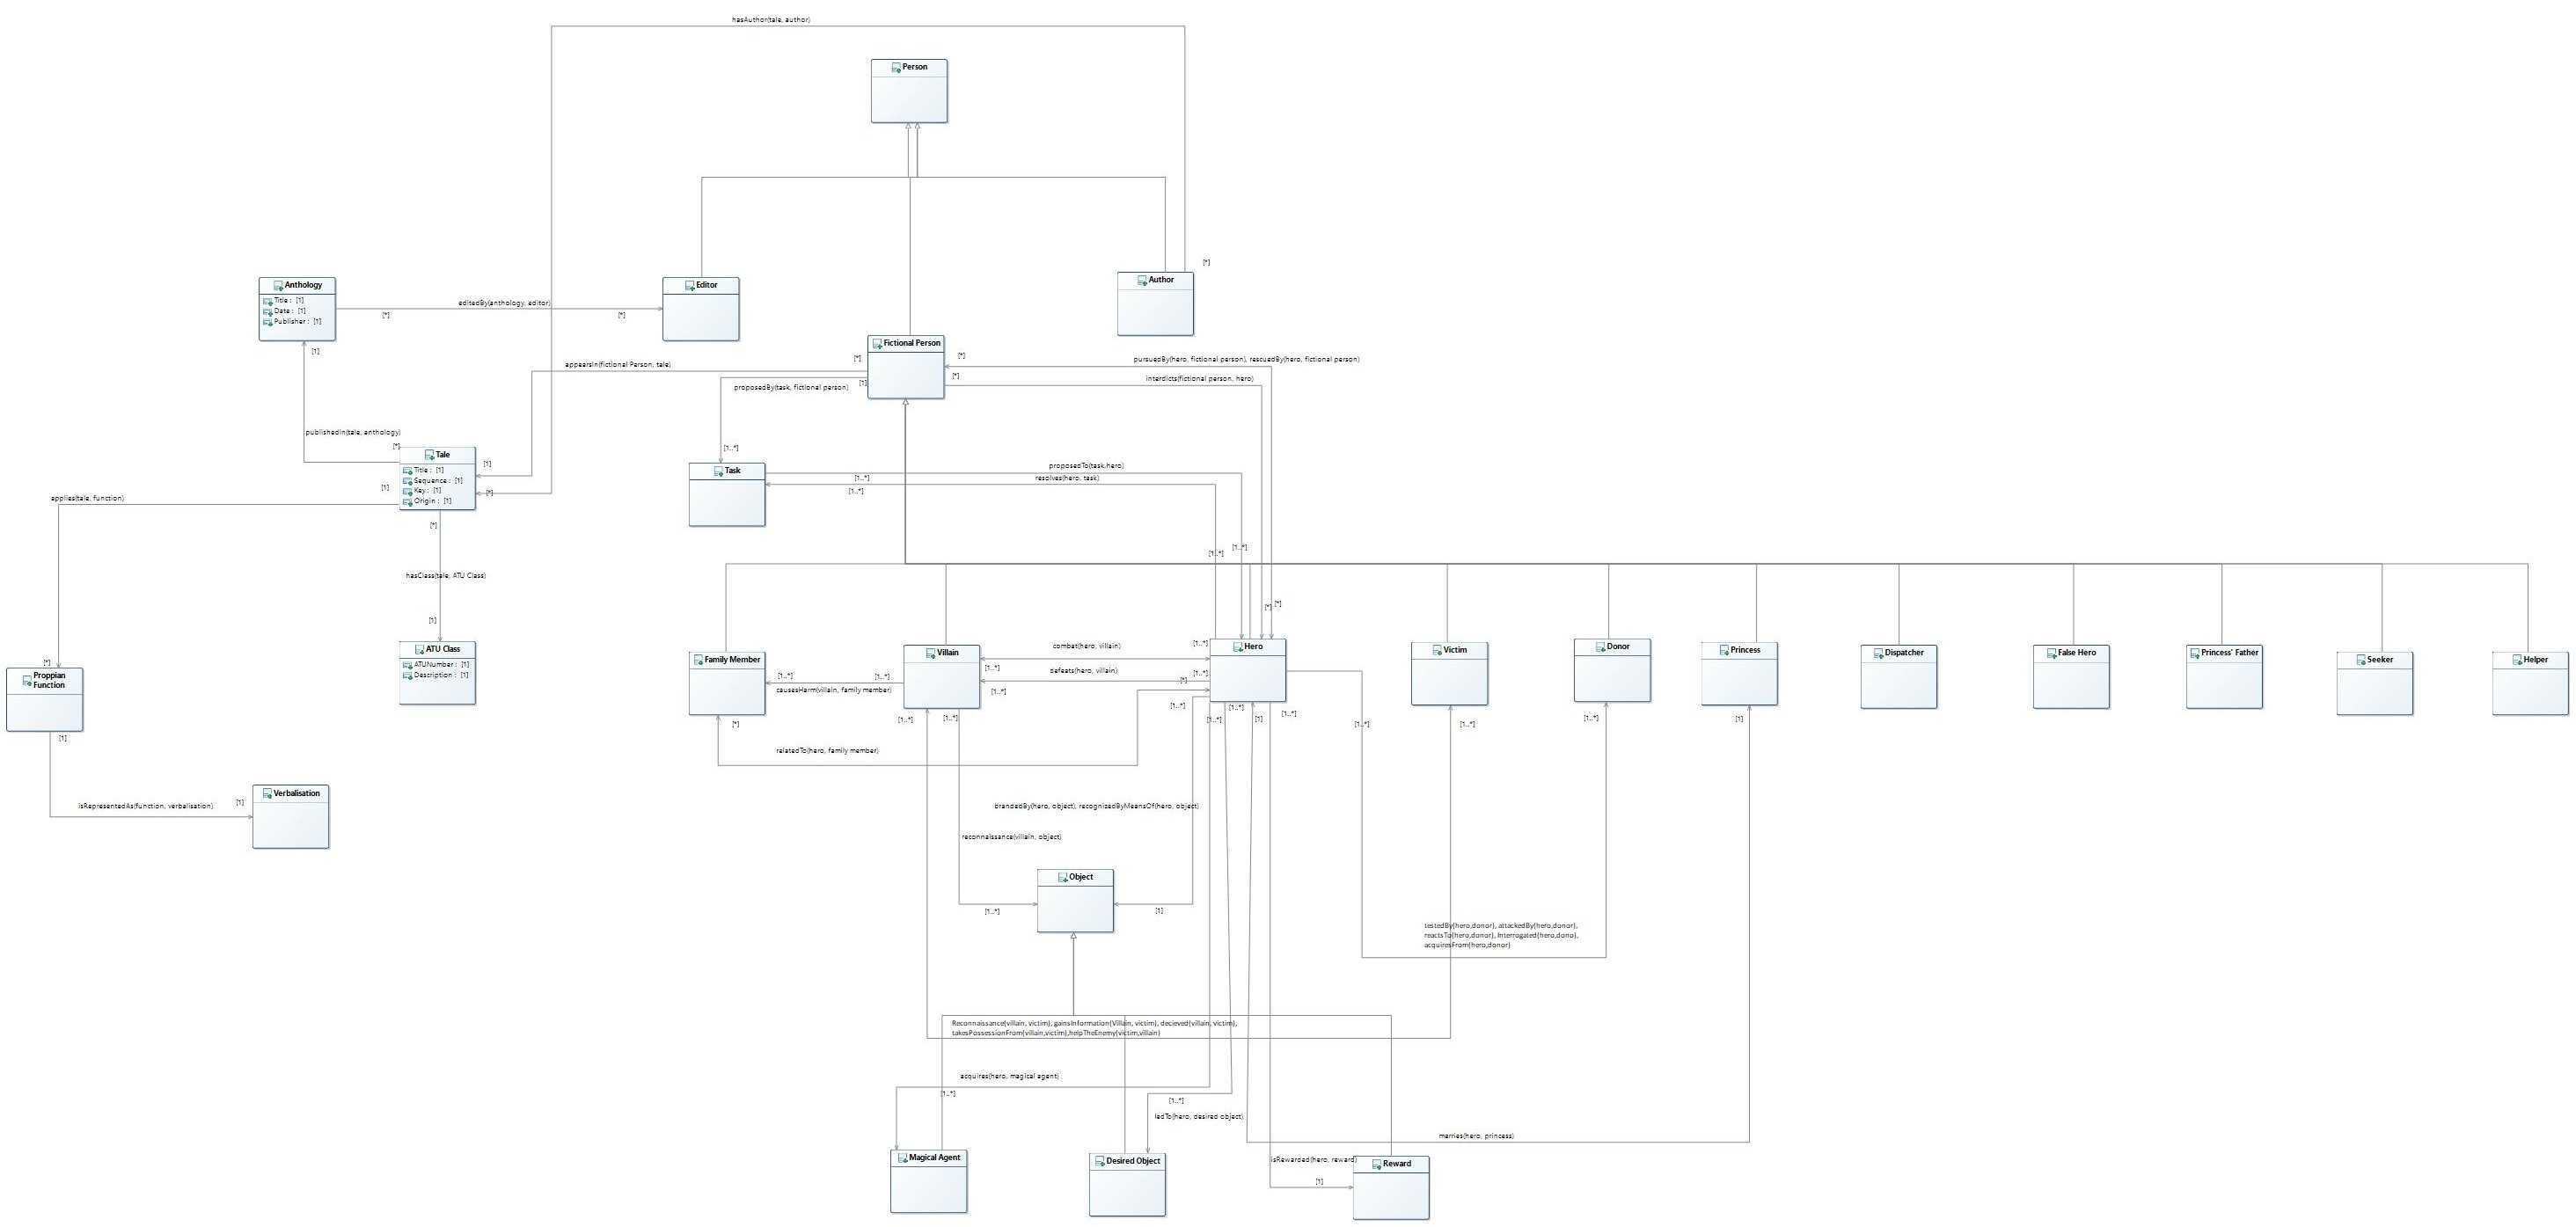 hasAuthor(tale, author)
Person
[*]
Anthology
Title : [1]
Date : [1]
Publisher : [1]
editedBy(anthology, editor)
[*]
[*]
Editor
Author
[1]
Fictional Person
[*]
[*]
pursuedBy(hero, fictional person), rescuedBy(hero, fictional person)
appearsIn(fictional Person, tale)
[*]
interdicts(fictional person, hero)
proposedBy(task, fictional person)
[1]
publishedIn(tale, anthology)
[*]
[1..*]
Tale
Title : [1]
Sequence : [1]
Key : [1]
Origin : [1]
[1]
[1]
[*]
Task
proposedTo(task,hero)
[1..*]
resolves(hero, task)
[1..*]
applies(tale, function)
[*]
[1..*]
[1..*]
hasClass(tale, ATU Class)
[*]
[*]
[1]
ATU Class
ATUNumber : [1]
Description : [1]
[*]
Proppian
Function
[1]
Family Member
Villain
Hero
Victim
Donor
Princess
Dispatcher
False Hero
Princess' Father
Seeker
Helper
combat(hero, villain)
[1..*]
[1..*]
defeats(hero, villain)
[1..*]
[*]
[1..*]
[1..*]
[1..*]
causesHarm(villain, family member)
[*]
[1..*]
[1..*]
[1..*]
[1..*]
[1..*]
[1]
[1..*]
[1..*]
[1..*]
[1..*]
[1]
relatedTo(hero, family member)
Verbalisation
isRepresentedAs(function, verbalisation)
[1]
brandedBy(hero, object), recognizedByMeansOf(hero, object)
reconnaissance(villain, object)
Object
[1..*]
[1]
testedBy(hero,donor), attackedBy(hero,donor),
reactsTo(hero,donor), Interrogated(hero,dono),
acquiresFrom(hero,donor)
Reconnaissance(villain, victim), gainsInformation(Villain, victim), decieved(villain, victim),
takesPossessionFrom(villain,victim),helpTheEnemy(victim,villain)
acquires(hero, magical agent)
[1..*]
[1..*]
ledTo(hero, desired object)
marries(hero, princess)
Magical Agent
Desired Object
isRewarded(hero, reward)
Reward
[1]